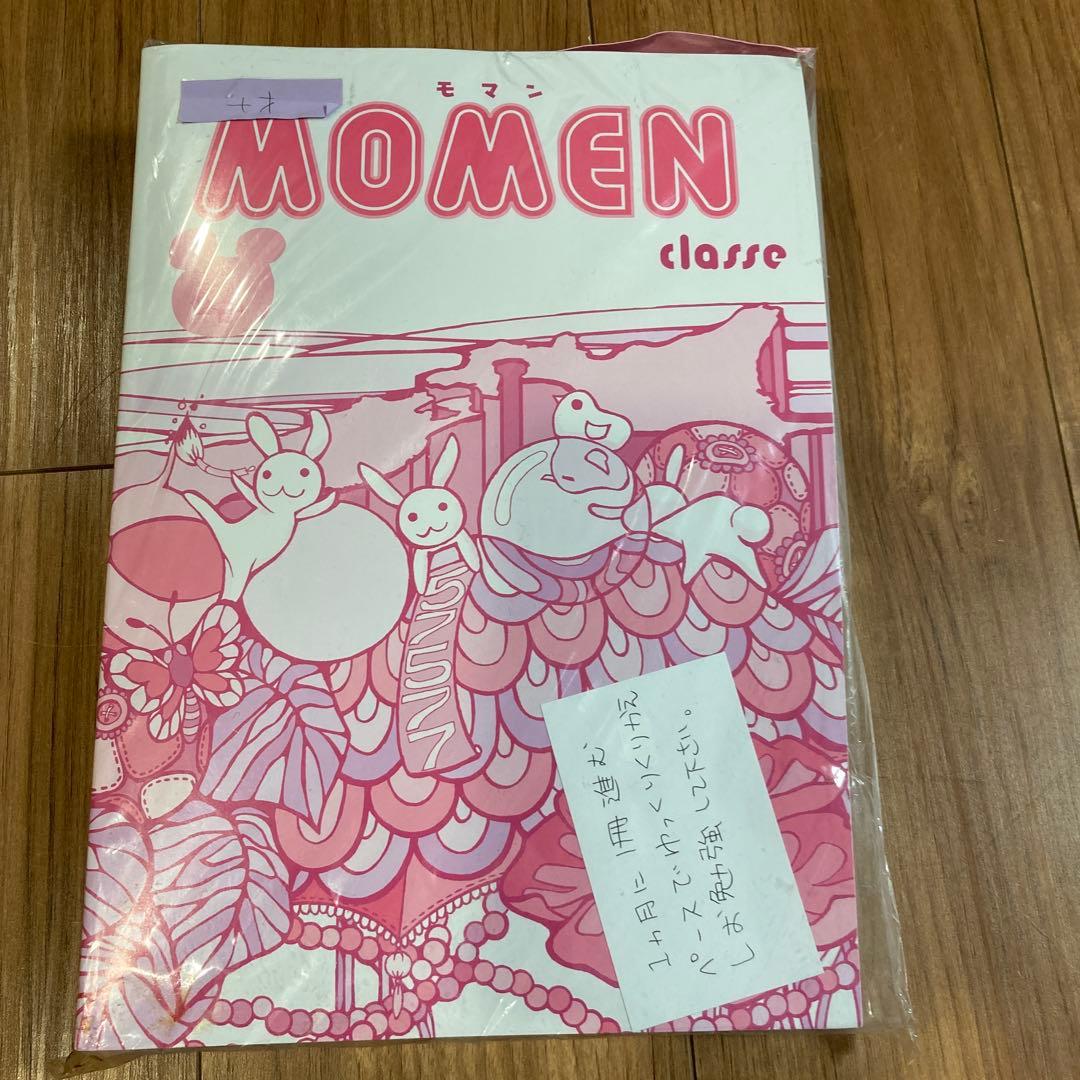 モマン
MOMEN
classe
1ヶ月に1冊進む
ペースでゆっくりくりかえ
しお勉強して下さい。